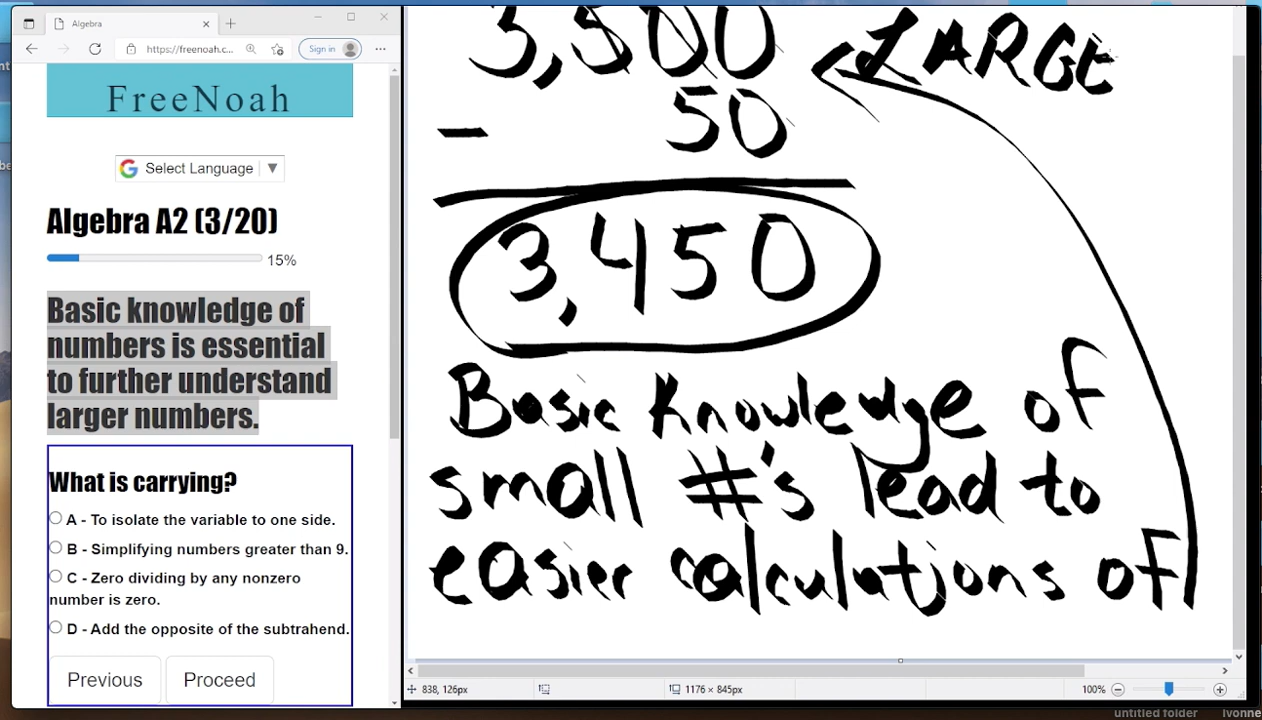 Algebra
https://freenoah.c...
Sign in
FreeNoah
Select Language
Algebra A2 (3/20)
15%
Basic knowledge of
numbers is essential
to further understand
larger numbers.
What is carrying?
A - To isolate the variable to one side.
B - Simplifying numbers greater than 9.
C - Zero dividing by any nonzero
number is zero.
D - Add the opposite of the subtrahend.
Previous Proceed
3,500 LARGE
- 50
3,450
Basic knowledge of
small #'s lead to
easier calculations of
838, 126px
1176 × 845px
100%
untitled folder
Ivonne